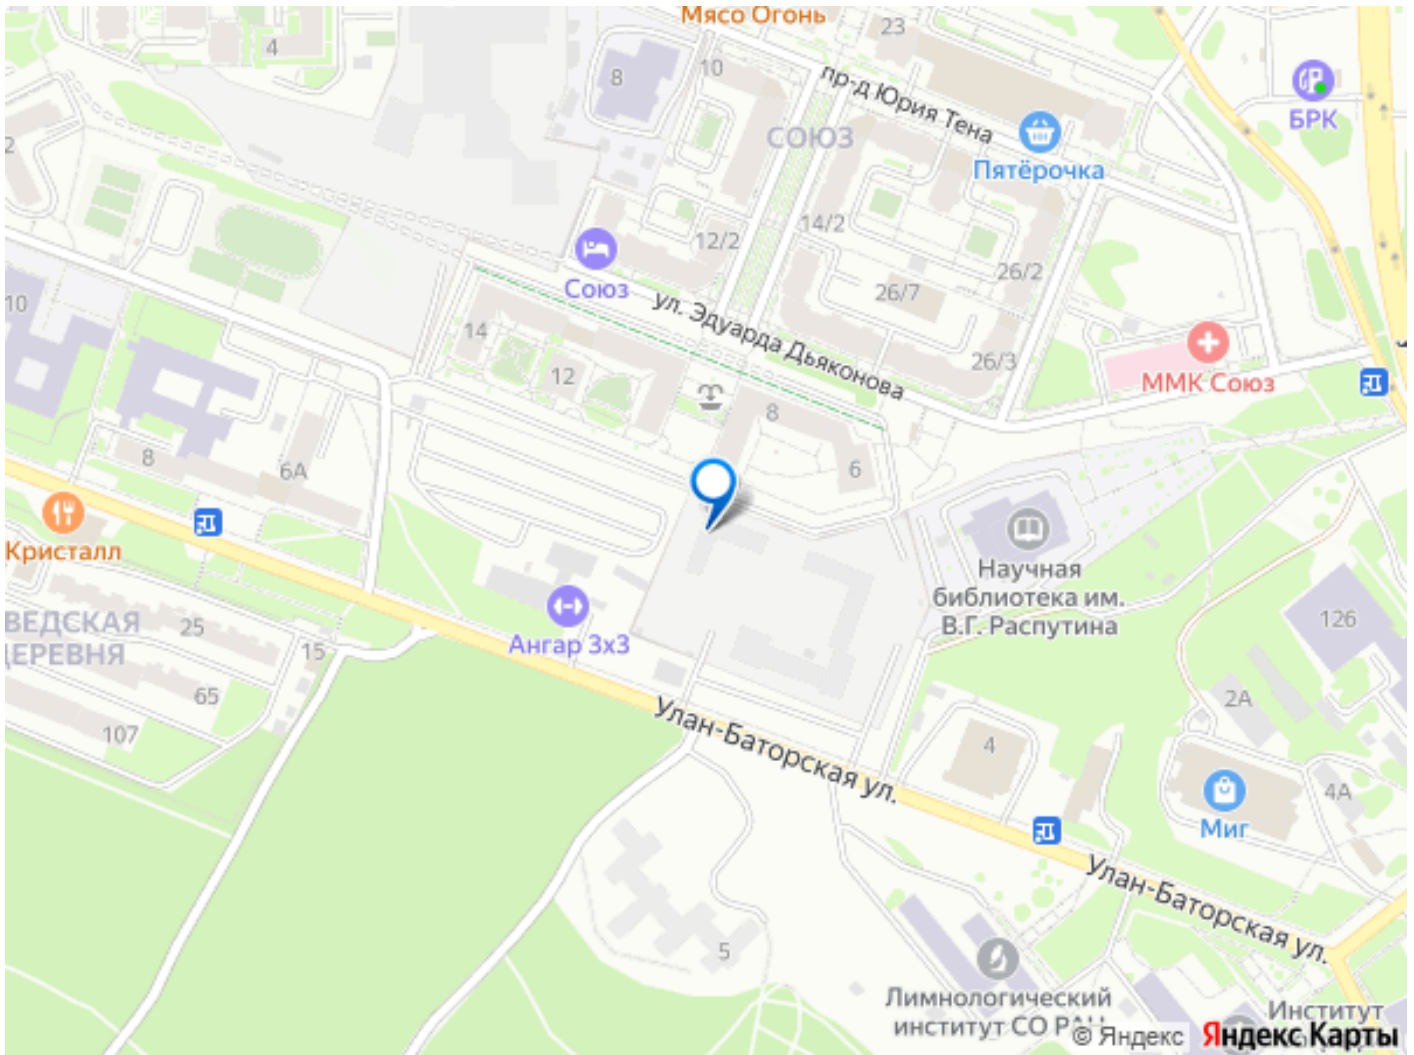 Мясо Огонь
23
4
8
10
пр-д Юрия Тена
БРК
СОЮЗ
Пятёрочка
2
12/2
14/2
26/2
Союз
26/7
10
ул. Эдуарда Дьяконова
14
26/3
12
ММК Союз
8
8
6А
6
Кристалл
Научная
библиотека им.
В.Г. Распутина
ВЕДСКАЯ
ДЕРЕВНЯ
25
15
Ангар 3х3
126
65
2А
107
Улан-Баторская ул.
4
4А
Миг
Улан-Баторская ул.
5
Лимнологический
институт СО РАН
Институт
© Яндекс Яндекс Карты